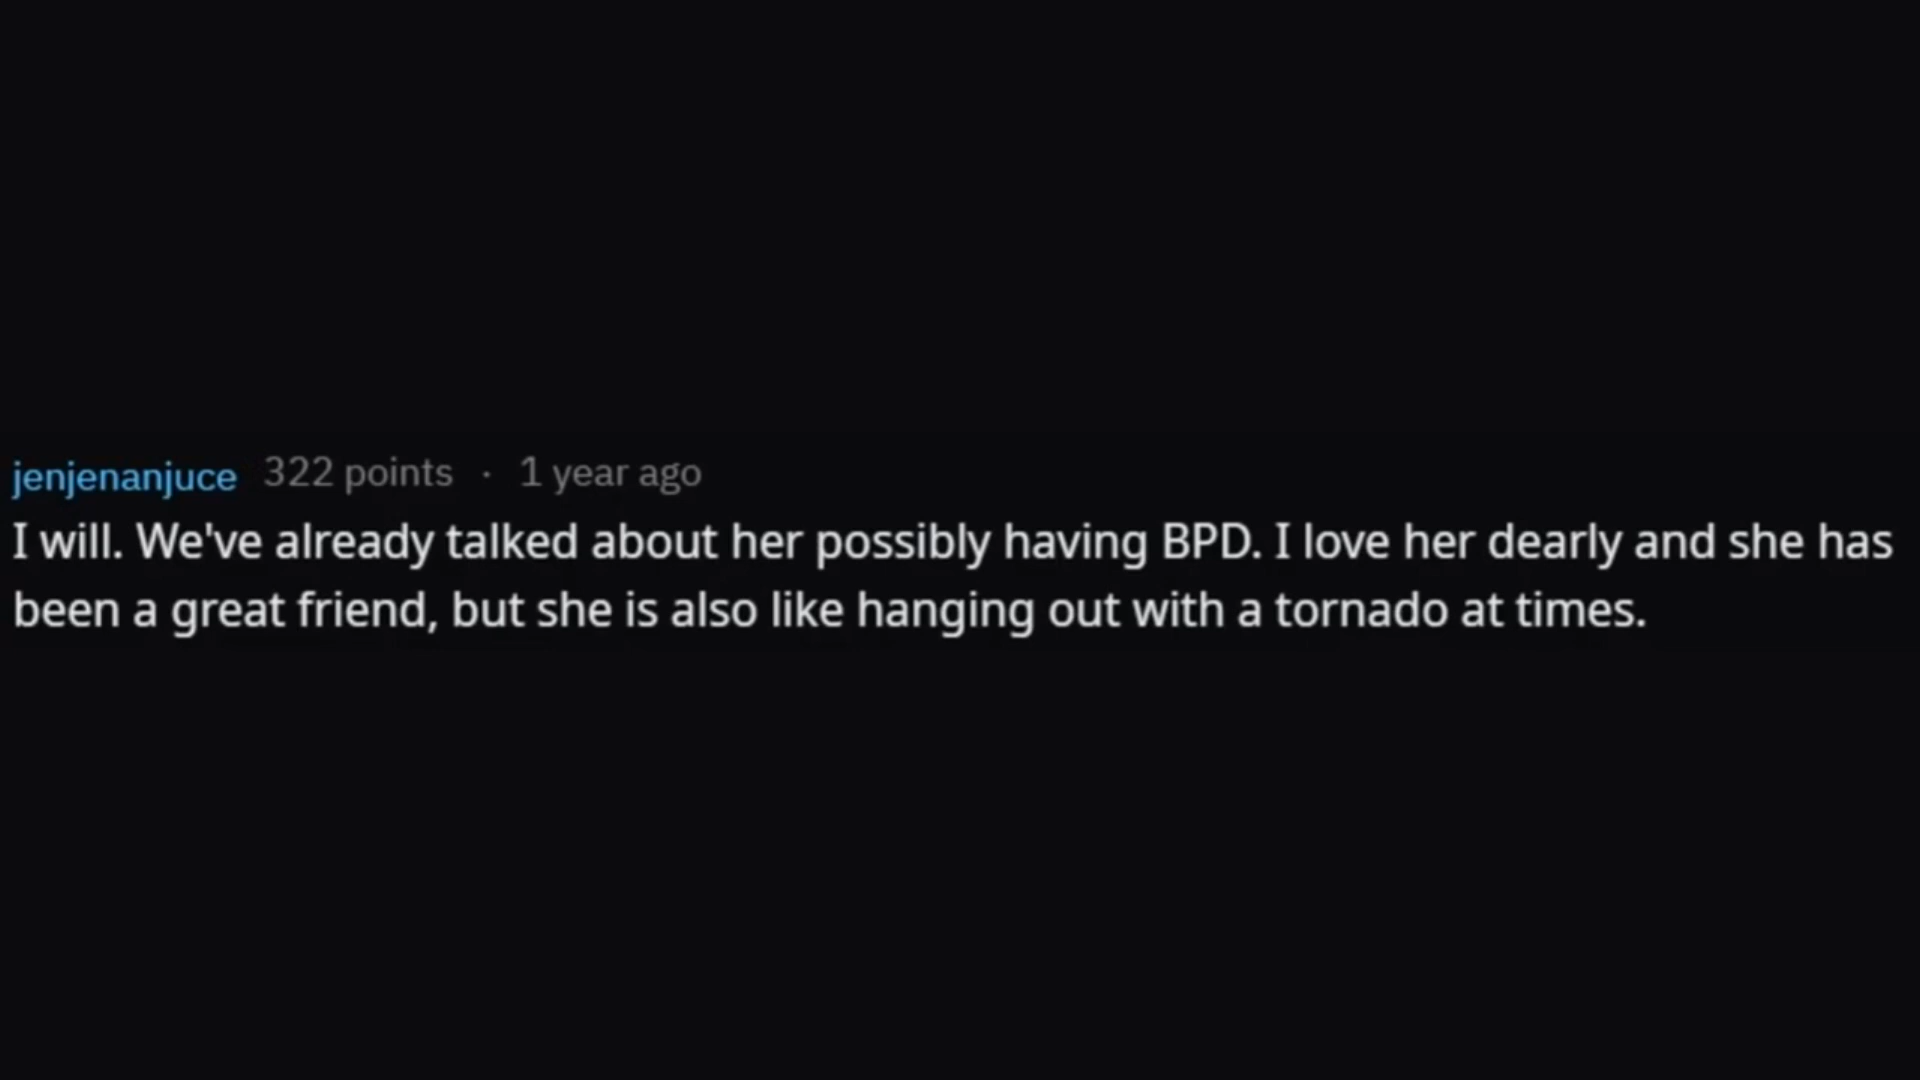 jenjenanjuce 322 points · 1 year ago
I will. We've already talked about her possibly having BPD. I love her dearly and she has
been a great friend, but she is also like hanging out with a tornado at times.